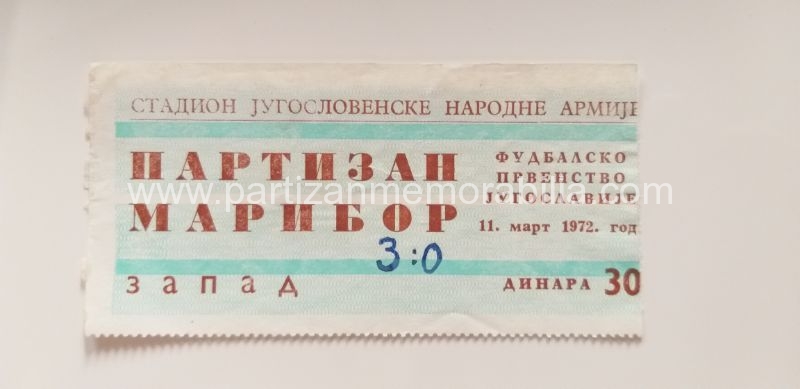 СТАДИОН ЈУГОСЛОВЕНСКЕ НАРОДНЕ АРМИЈЕ
ПАРТИЗАН
МАРИБОР
3:0
ФУДБАЛСКО
ПРВЕНСТВО
ЈУГОСЛАВИЈЕ
11. март 1972. год
www.partizanmemorabilia.com
запад
ДИНАРА 30